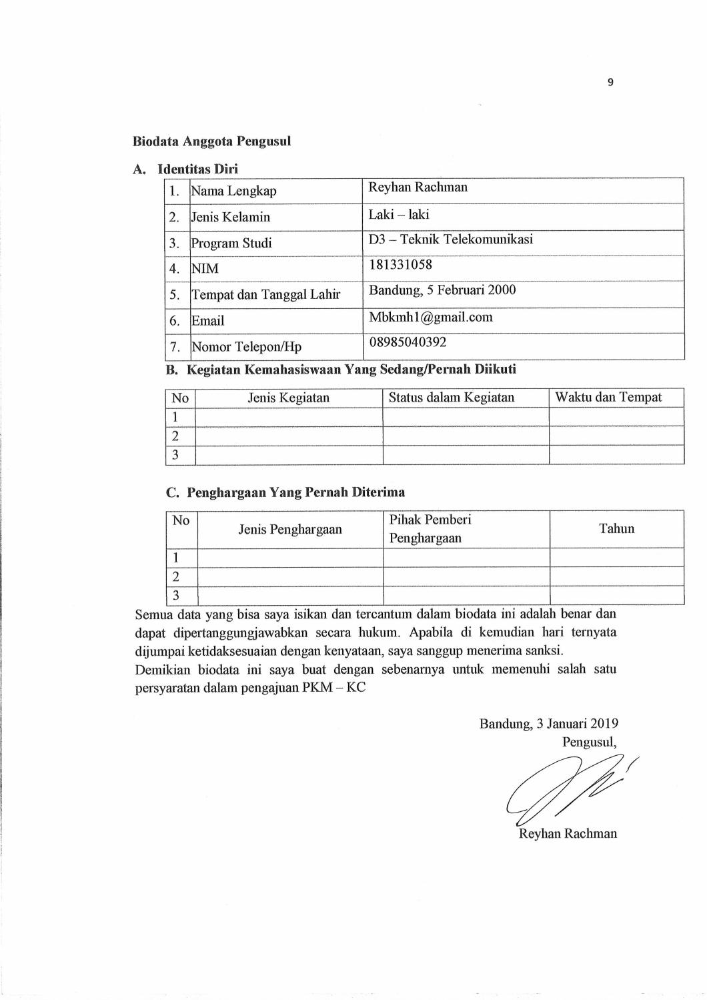 9
Biodata Anggota Pengusul
A. Identitas Diri
1. Nama Lengkap Reyhan Rachman
2. Jenis Kelamin Laki – laki
3. Program Studi D3 – Teknik Telekomunikasi
4. NIM 181331058
5. Tempat dan Tanggal Lahir Bandung, 5 Februari 2000
6. Email Mbkmh1@gmail.com
7. Nomor Telepon/Hp 08985040392
B. Kegiatan Kemahasiswaan Yang Sedang/Pernah Diikuti
No Jenis Kegiatan Status dalam Kegiatan Waktu dan Tempat
1
2
3
C. Penghargaan Yang Pernah Diterima
No Jenis Penghargaan Pihak Pemberi Penghargaan Tahun
1
2
3
Semua data yang bisa saya isikan dan tercantum dalam biodata ini adalah benar dan
dapat dipertanggungjawabkan secara hukum. Apabila di kemudian hari ternyata
dijumpai ketidaksesuaian dengan kenyataan, saya sanggup menerima sanksi.
Demikian biodata ini saya buat dengan sebenarnya untuk memenuhi salah satu
persyaratan dalam pengajuan PKM – KC
Bandung, 3 Januari 2019
Pengusul,
Reyhan Rachman